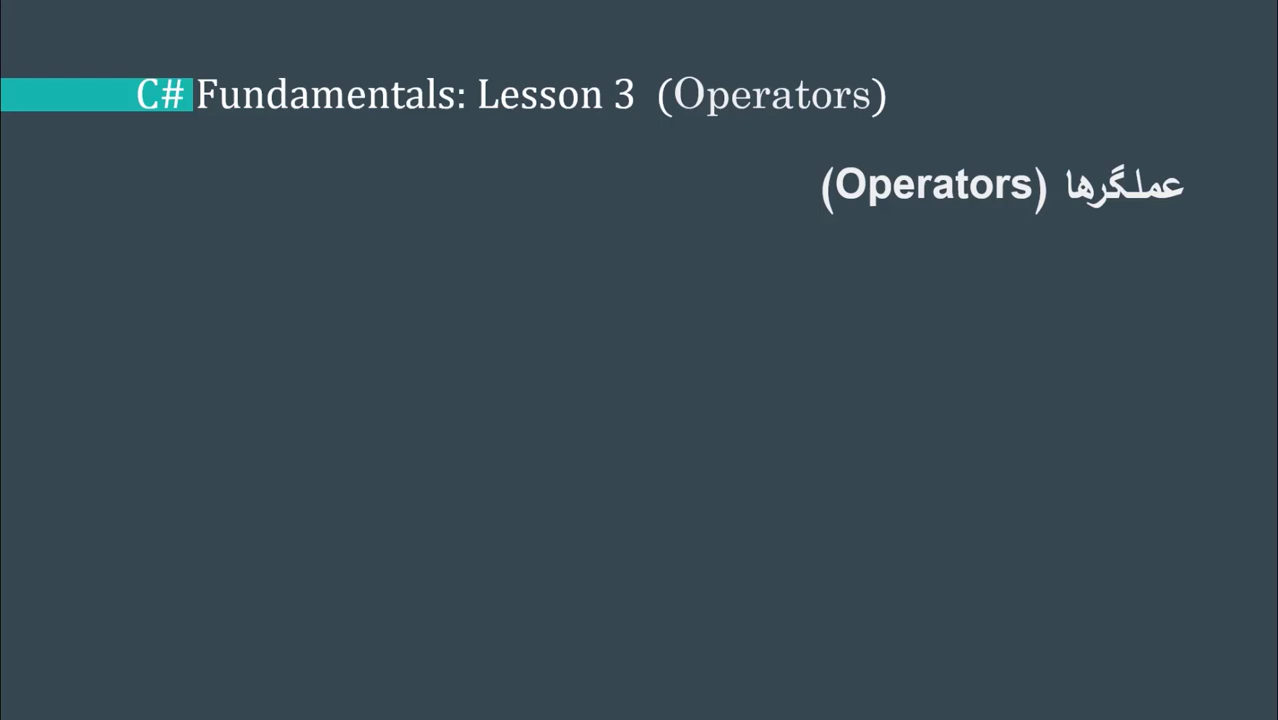 C# Fundamentals: Lesson 3 (Operators)
عملگرها (Operators)